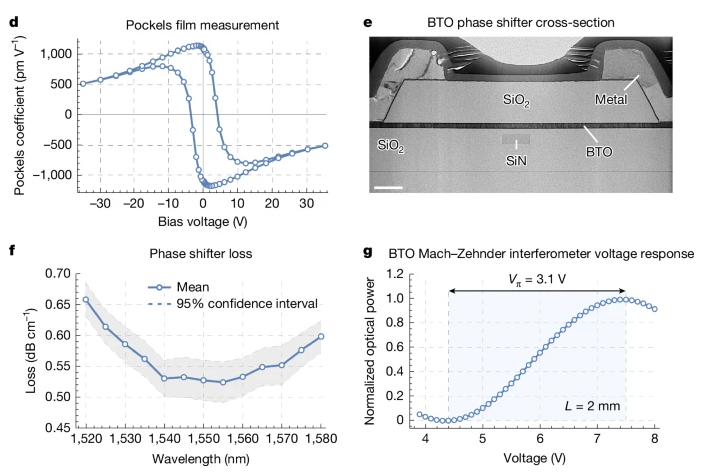 d
Pockels film measurement
Pockels coefficient (pm V⁻¹)
1,000
500
0
−500
−1,000
−30 −20 −10 0 10 20 30
Bias voltage (V)
e
BTO phase shifter cross-section
SiO₂
Metal
SiO₂
BTO
SiN
f
Phase shifter loss
Loss (dB cm⁻¹)
0.70
0.65
0.60
0.55
0.50
0.45
Mean
95% confidence interval
1,520 1,530 1,540 1,550 1,560 1,570 1,580
Wavelength (nm)
g
BTO Mach–Zehnder interferometer voltage response
Normalized optical power
1.2
1.0
0.8
0.6
0.4
0.2
0
Vπ = 3.1 V
L = 2 mm
4 5 6 7 8
Voltage (V)